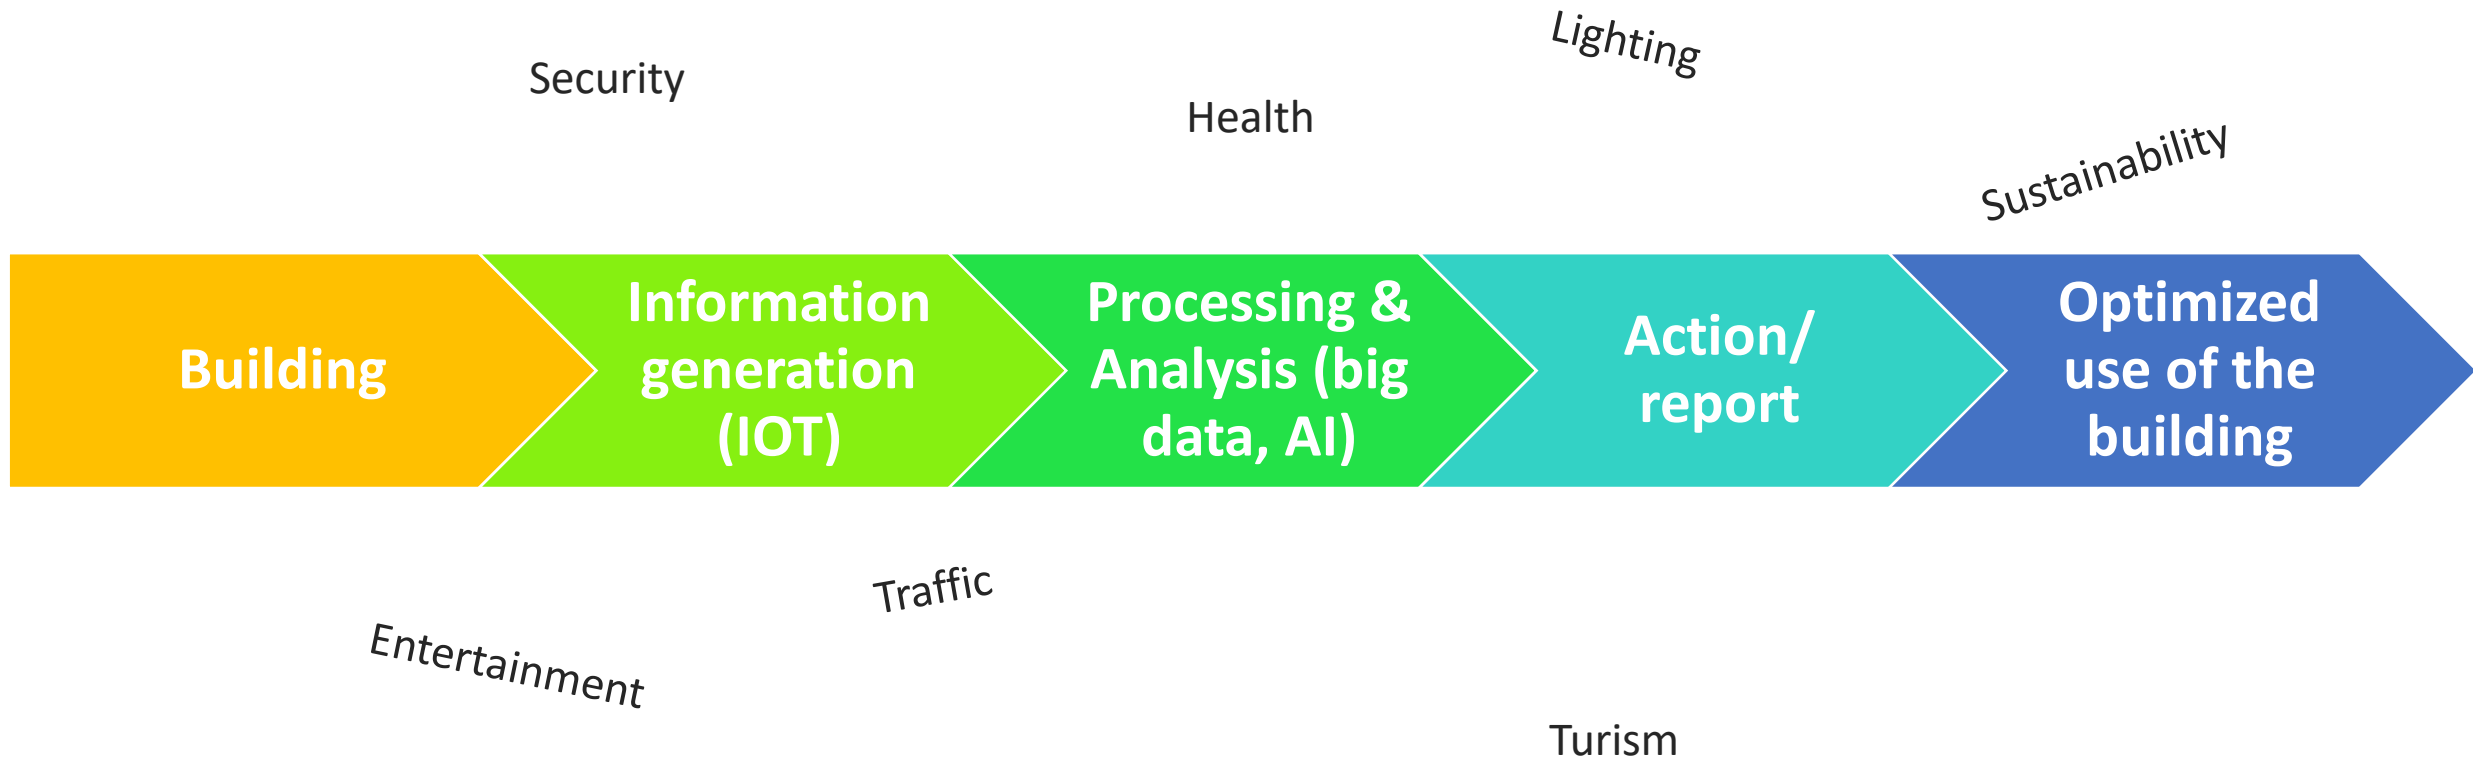 Lighting
Security
Health
Sustainability
Building
Information
generation
(IOT)
Processing &
Analysis (big
data, AI)
Action/
report
Optimized
use of the
building
Traffic
Entertainment
Turism